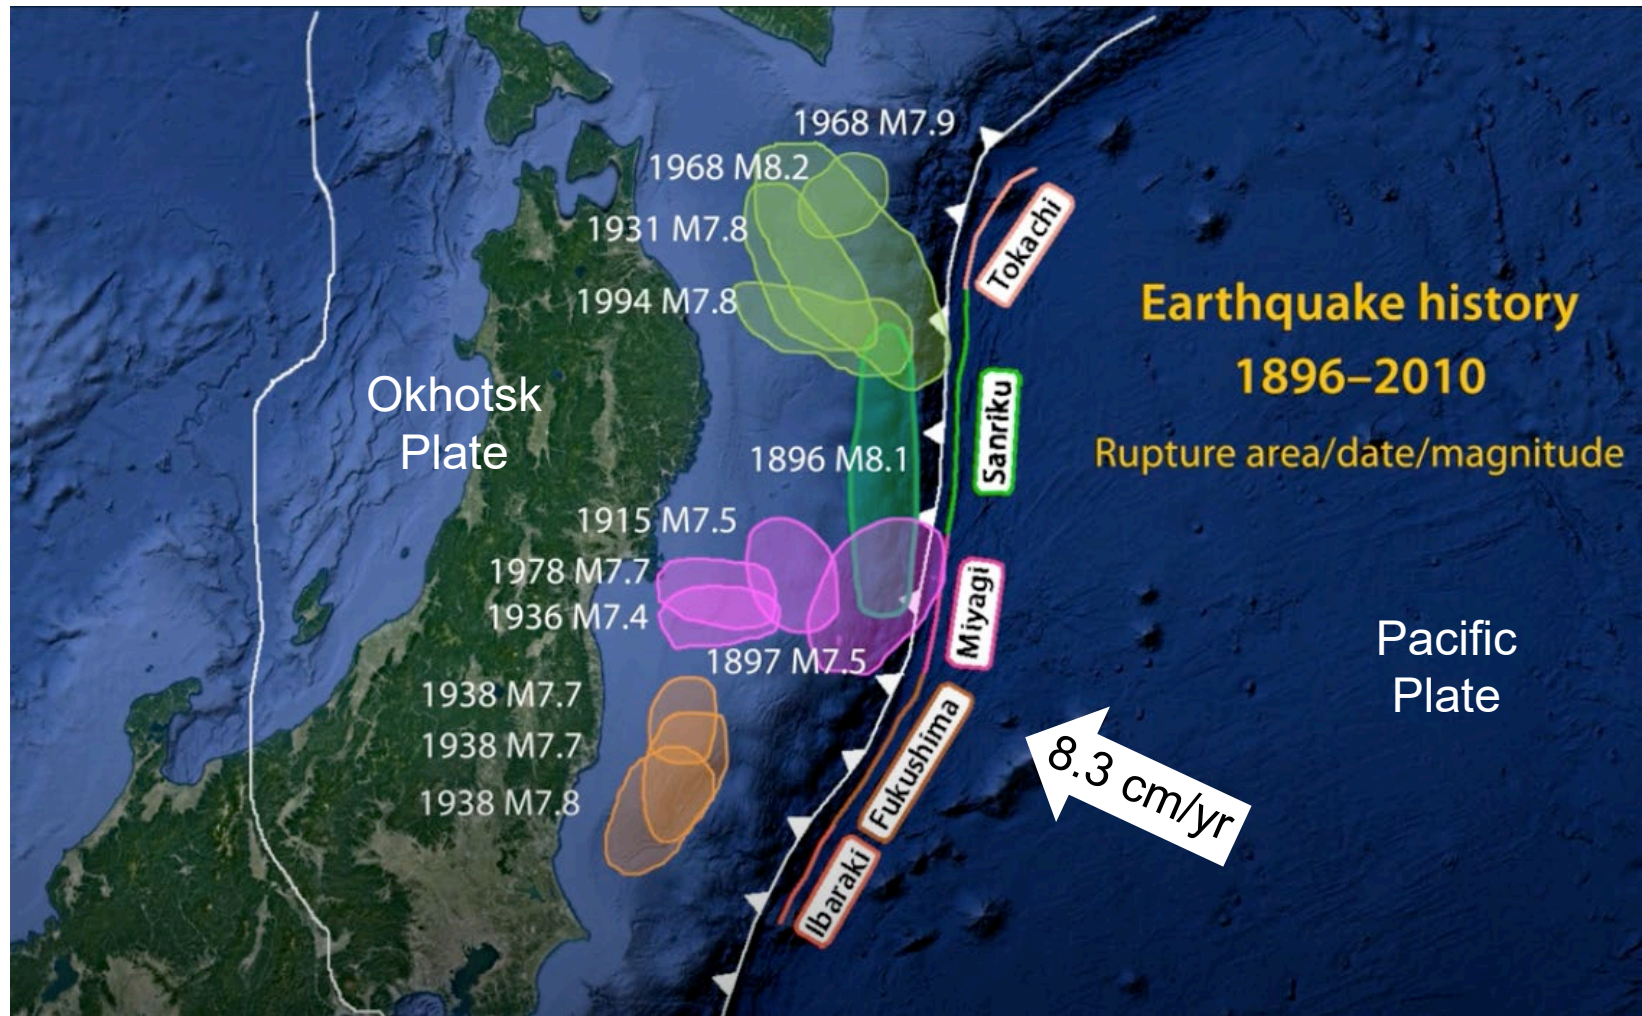 1968 M7.9
1968 M8.2
1931 M7.8
1994 M7.8
Tokachi
Earthquake history
1896–2010
Rupture area/date/magnitude
Okhotsk
Plate
Sanriku
1896 M8.1
1915 M7.5
1978 M7.7
1936 M7.4
1897 M7.5
Miyagi
Pacific
Plate
1938 M7.7
1938 M7.7
1938 M7.8
Fukushima
8.3 cm/yr
Ibaraki